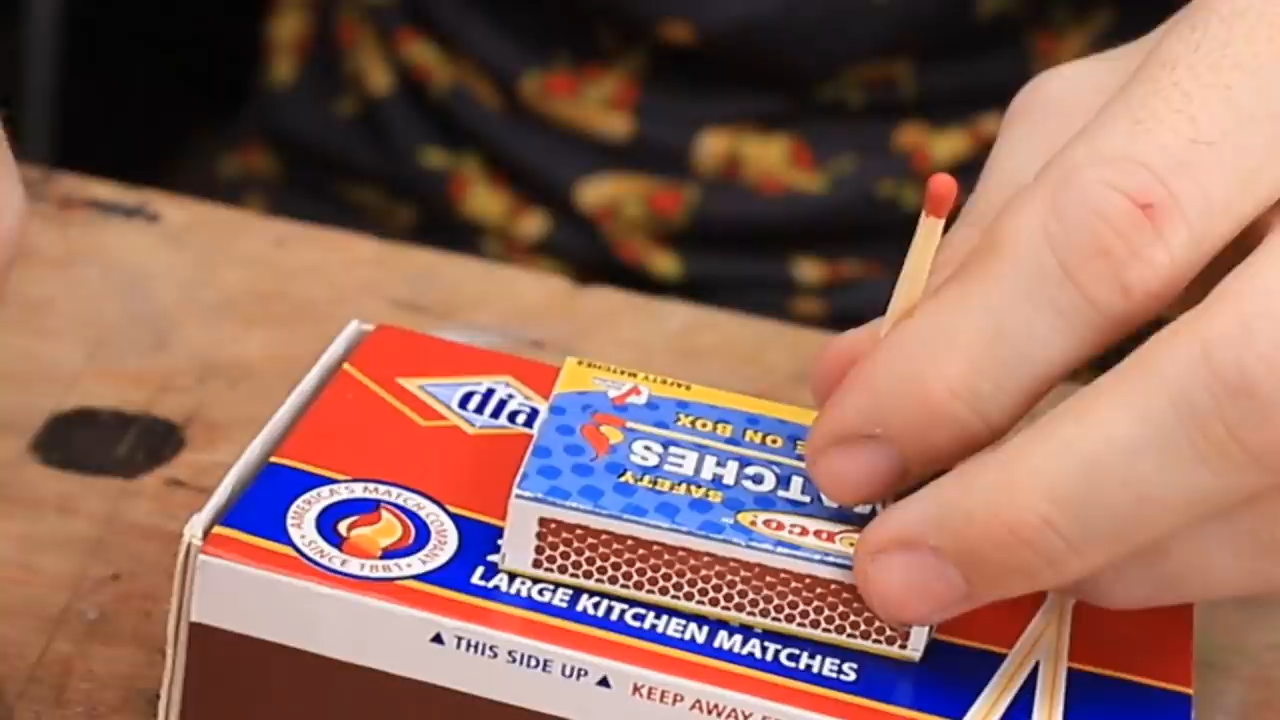 dia
SAFETY MATCHES
E ON BOX
MATCHES
SAFETY
AMERICA'S MATCH COMPANY
• SINCE 1881 •
LARGE KITCHEN MATCHES
▲ THIS SIDE UP ▲
KEEP AWAY